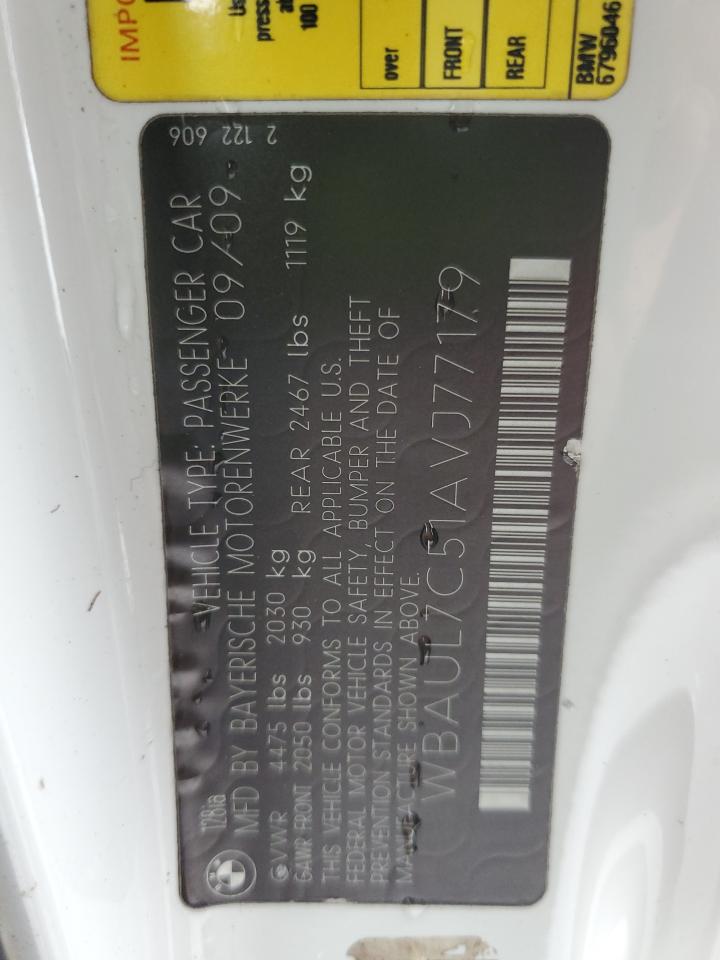 IMPO
over
FRONT
REAR
BMW
6796046
128ia
VEHICLE TYPE: PASSENGER CAR
2 122 606
MFD BY BAYERISCHE MOTORENWERKE 09/09
GVWR 4475 lbs 2030 kg
GAWR FRONT 2050 lbs 930 kg REAR 2467 lbs 1119 kg
THIS VEHICLE CONFORMS TO ALL APPLICABLE U.S.
FEDERAL MOTOR VEHICLE SAFETY, BUMPER AND THEFT
PREVENTION STANDARDS IN EFFECT ON THE DATE OF
MANUFACTURE SHOWN ABOVE.
WBAUL7C51AVJ77179